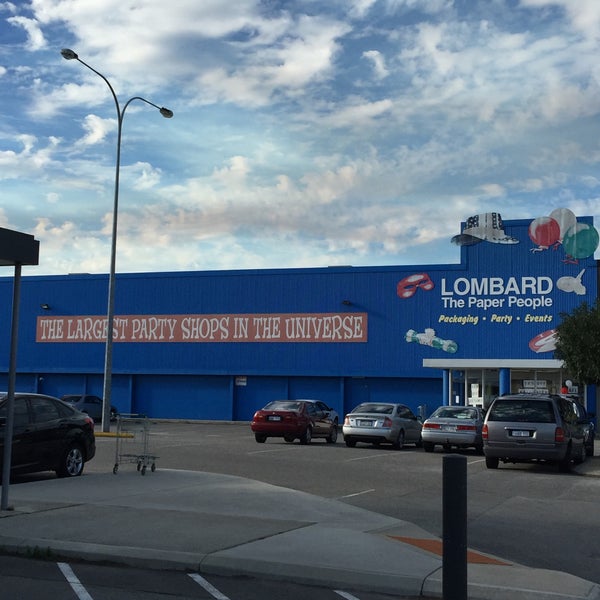 LOMBARD
The Paper People
Packaging • Party • Events
THE LARGEST PARTY SHOPS IN THE UNIVERSE